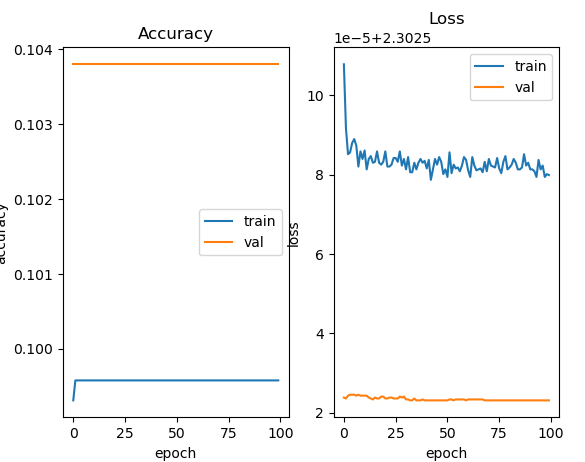 Accuracy
0.104
0.103
0.102
0.101
0.100
accuracy
train
val
0
25
50
75
100
epoch
Loss
1e−5+2.3025
10
8
6
4
2
loss
train
val
0
25
50
75
100
epoch